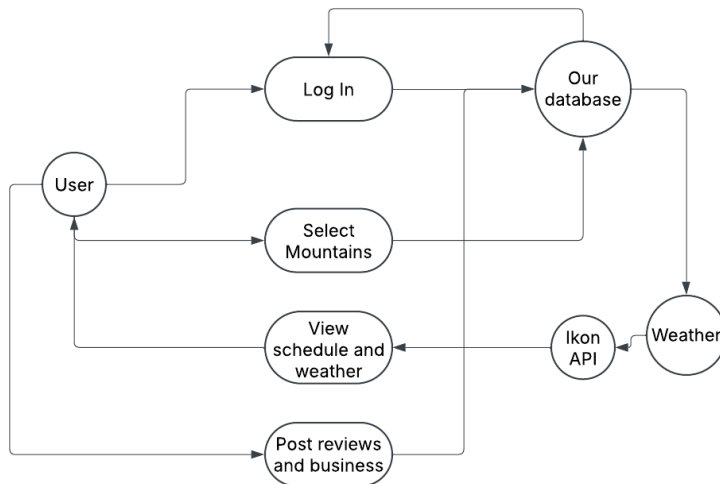 Log In
Our
database
User
Select
Mountains
View
schedule and
weather
Ikon
API
Weather
Post reviews
and business